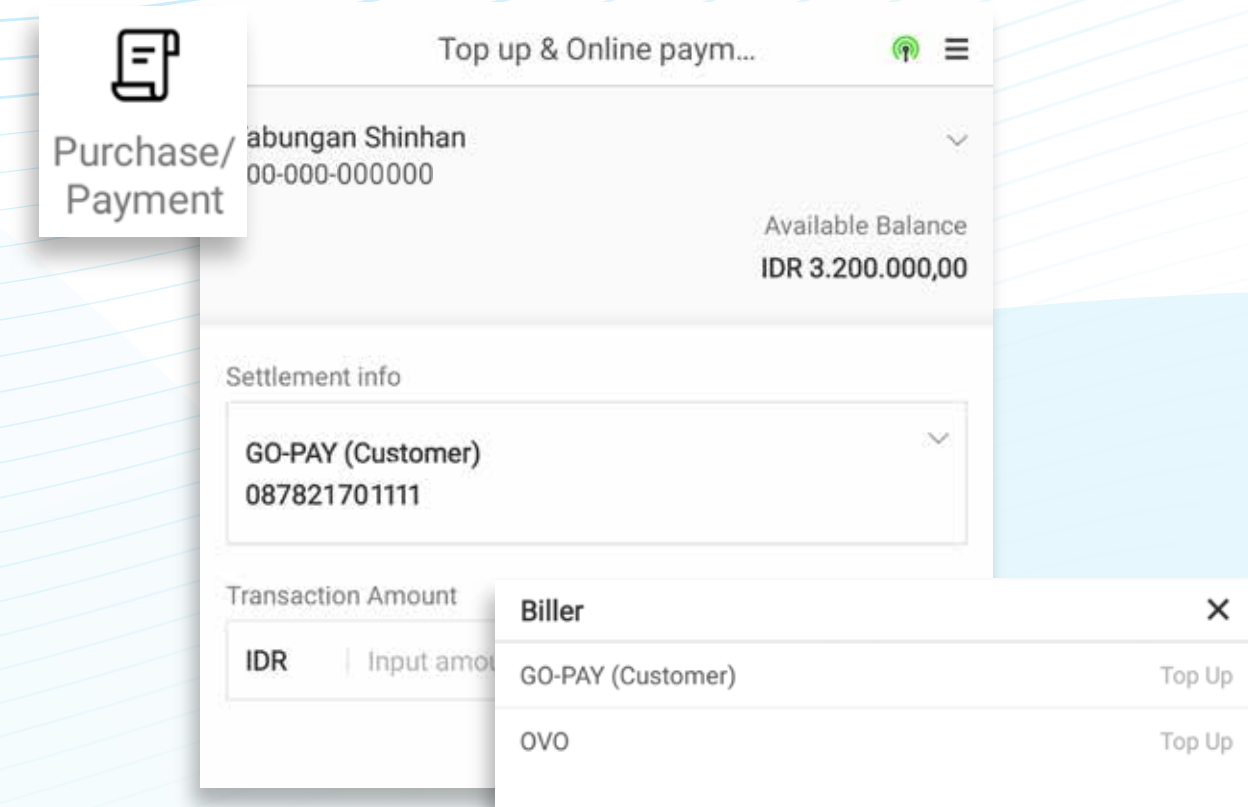 Purchase/
Payment
Top up & Online paym...
abungan Shinhan
00-000-000000
Available Balance
IDR 3.200.000,00
Settlement info
GO-PAY (Customer)
087821701111
Transaction Amount
IDR
Input amou
Biller
GO-PAY (Customer) Top Up
OVO Top Up